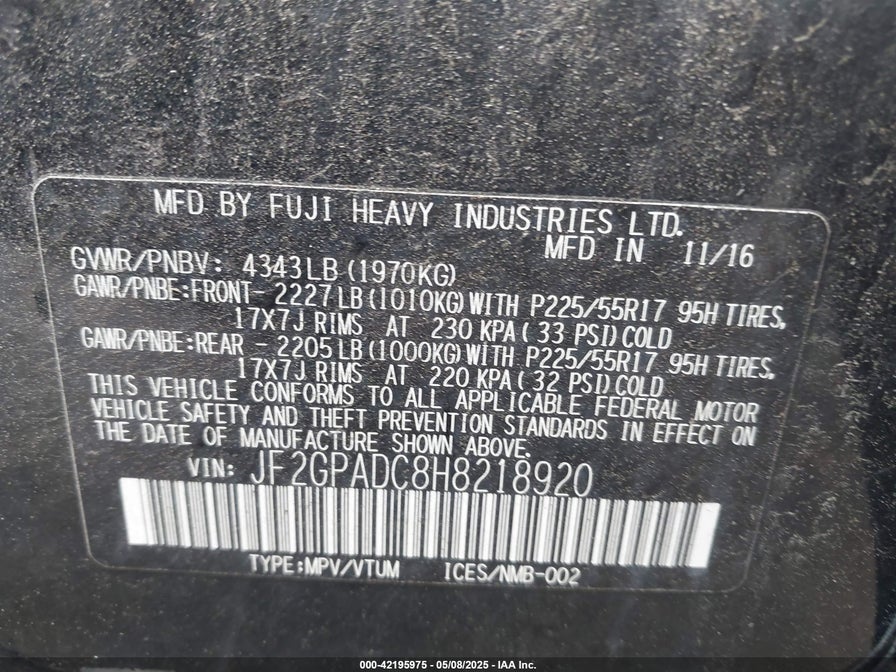 MFD BY FUJI HEAVY INDUSTRIES LTD.
MFD IN 11/16
GVWR/PNBV: 4343LB (1970KG)
GAWR/PNBE:FRONT- 2227LB(1010KG)WITH P225/55R17 95H TIRES,
17X7J RIMS AT 230 KPA( 33 PSI)COLD
GAWR/PNBE:REAR - 2205LB(1000KG)WITH P225/55R17 95H TIRES,
17X7J RIMS AT 220 KPA( 32 PSI)COLD
THIS VEHICLE CONFORMS TO ALL APPLICABLE FEDERAL MOTOR
VEHICLE SAFETY AND THEFT PREVENTION STANDARDS IN EFFECT ON
THE DATE OF MANUFACTURE SHOWN ABOVE.
VIN: JF2GPADC8H8218920
TYPE:MPV/VTUM ICES/NMB-002
000-42195975 - 05/08/2025 - IAA Inc.